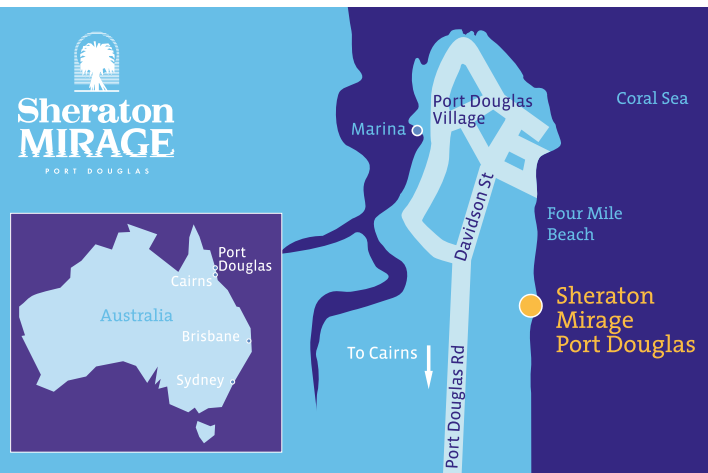 Sheraton
MIRAGE
PORT DOUGLAS
Port Douglas
Village
Marina
Coral Sea
Davidson St
Four Mile
Beach
Sheraton
Mirage
Port Douglas
To Cairns
Port Douglas Rd
Port
Douglas
Cairns
Australia
Brisbane
Sydney